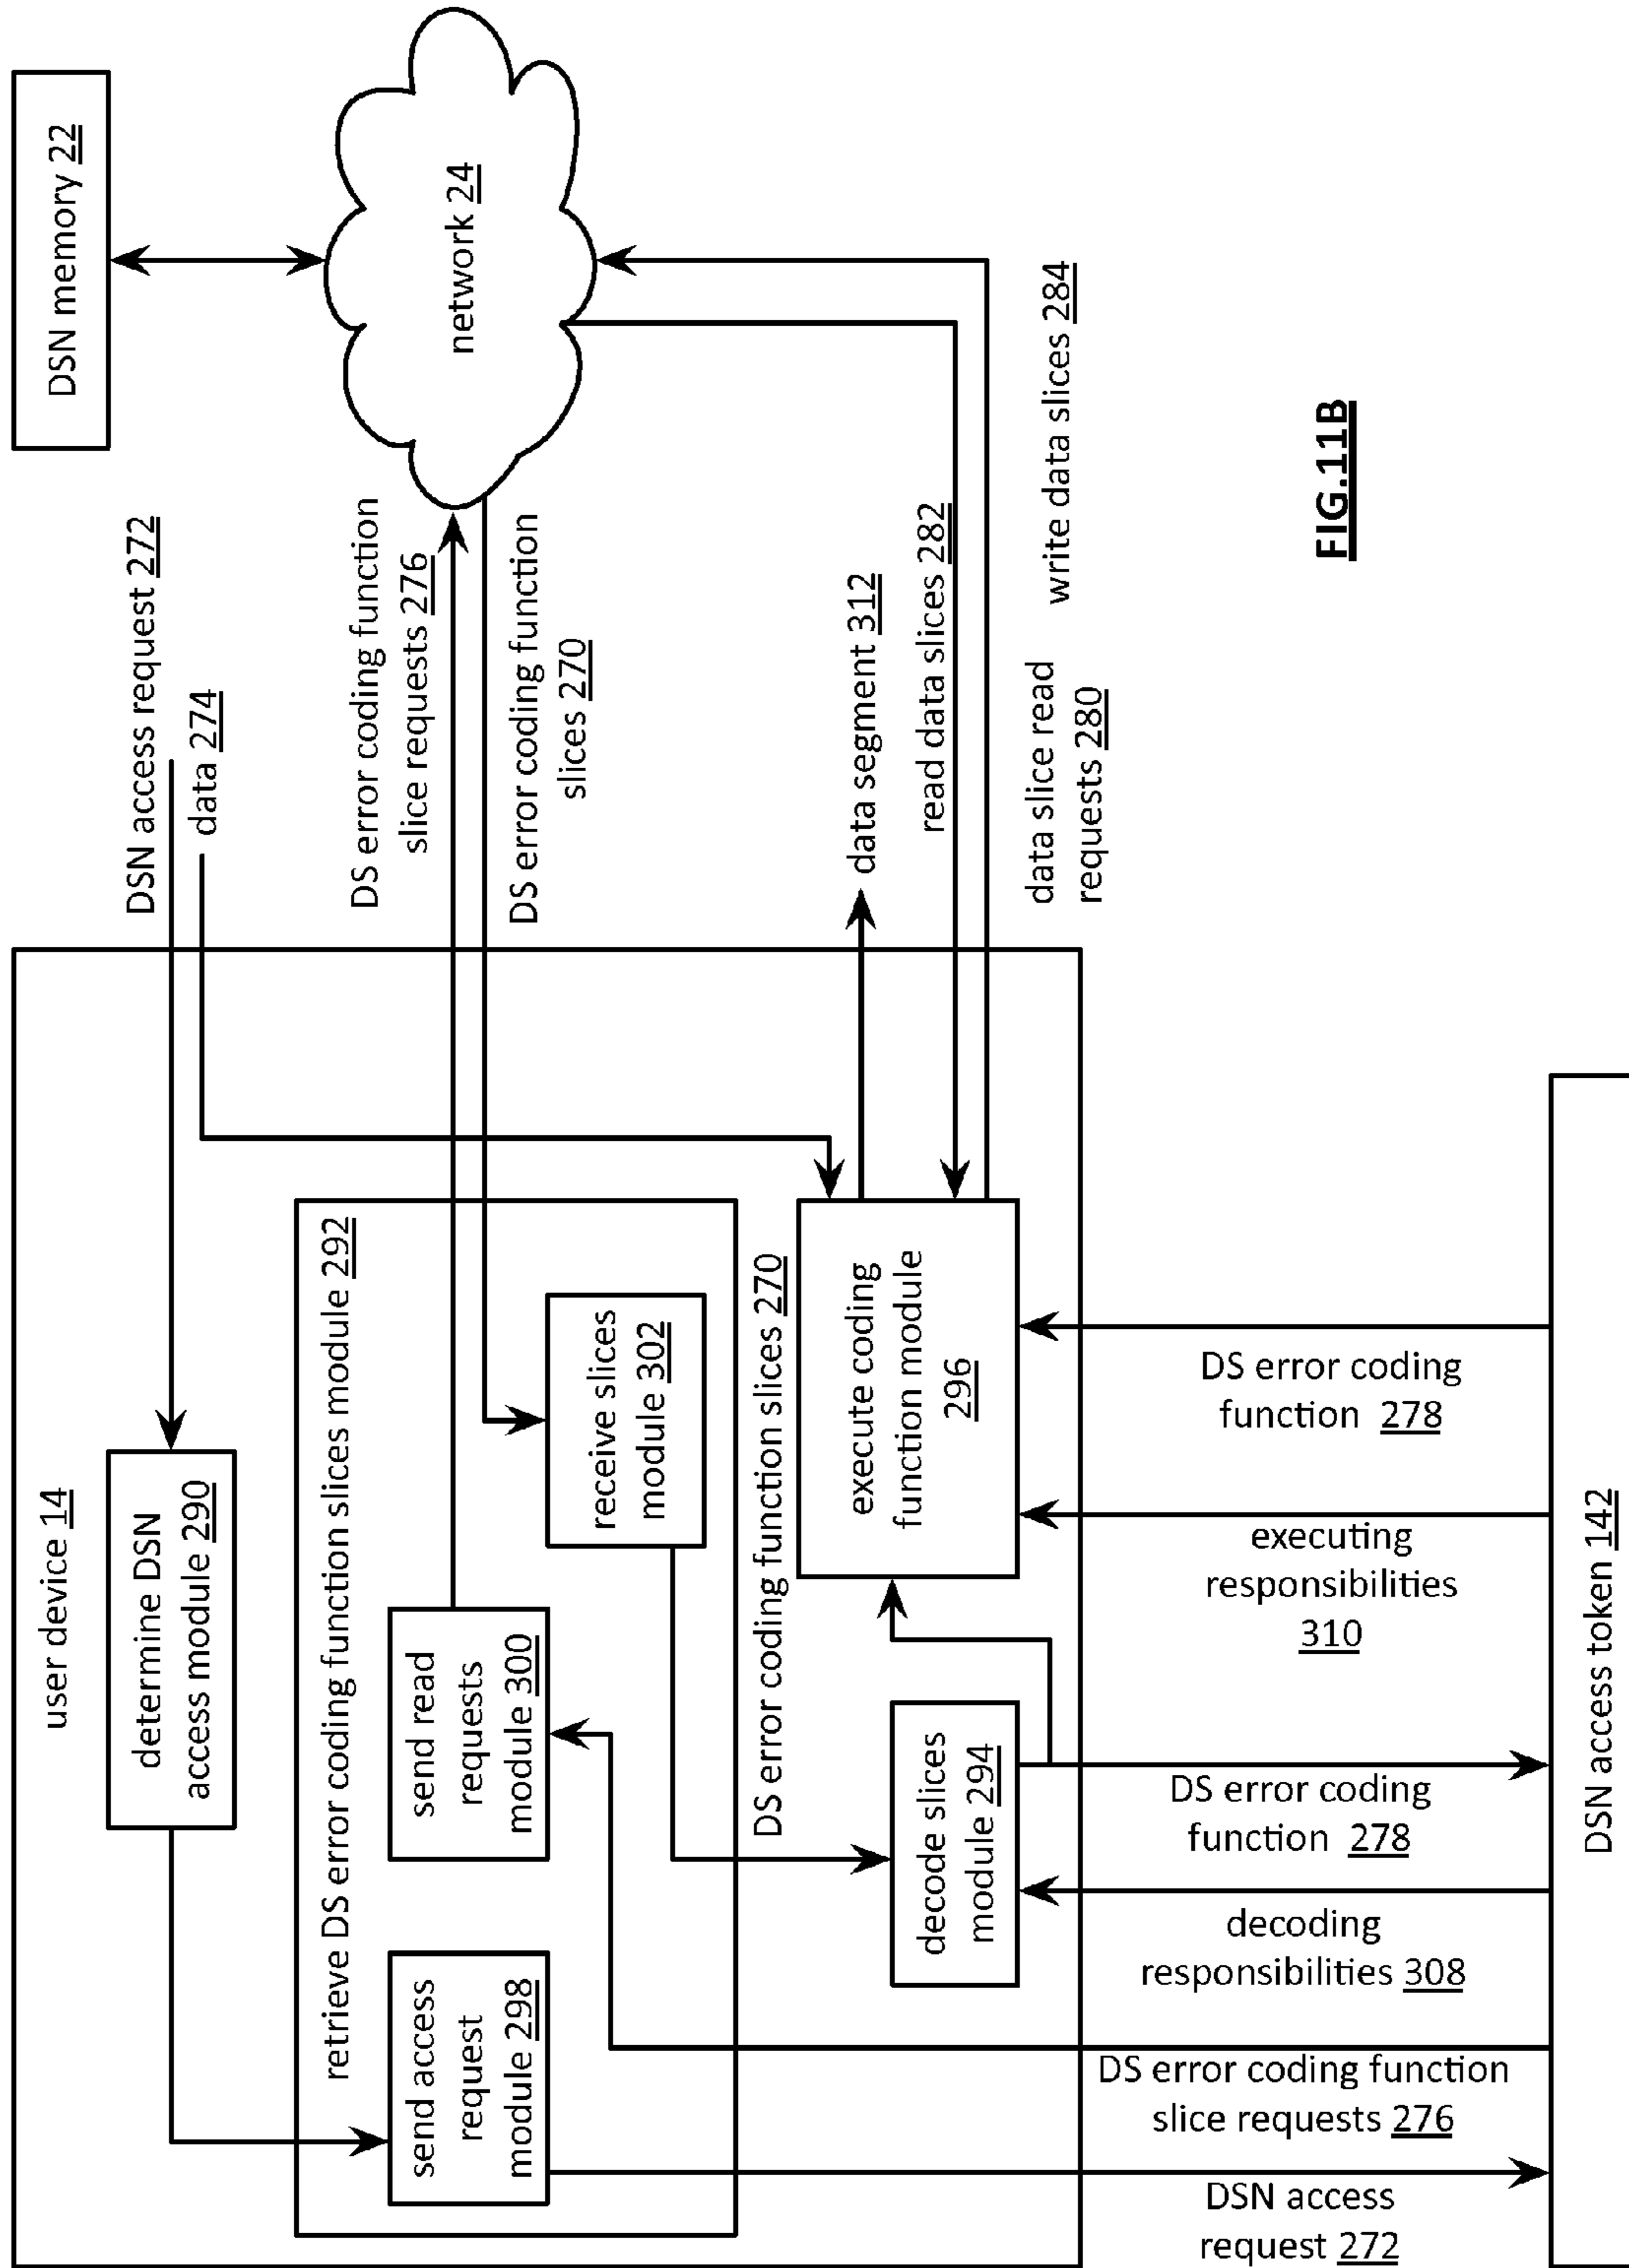 user device 14
determine DSN
access module 290
retrieve DS error coding function slices module 292
send access
request
module 298
send read
requests
module 300
receive slices
module 302
DS error coding function slices 270
decode slices
module 294
execute coding
function module
296
DSN access request 272
data 274
DS error coding function
slice requests 276
DS error coding function
slices 270
data segment 312
read data slices 282
data slice read
requests 280
write data slices 284
DSN memory 22
network 24
DSN access
request 272
DS error coding function
slice requests 276
decoding
responsibilities 308
DS error coding
function 278
executing
responsibilities
310
DS error coding
function 278
DSN access token 142
FIG.11B